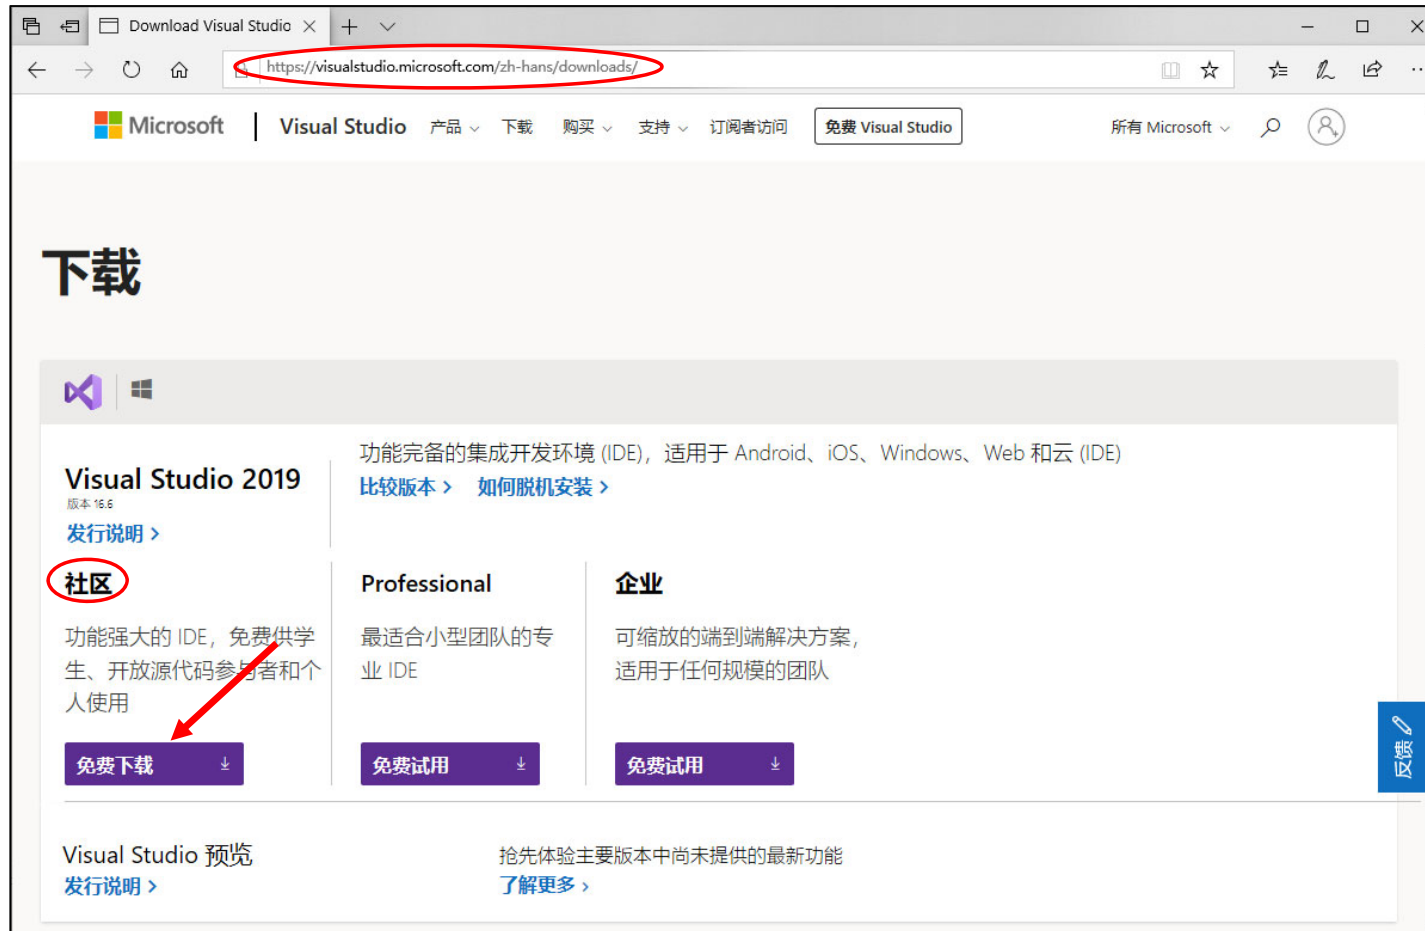 Download Visual Studio
https://visualstudio.microsoft.com/zh-hans/downloads/
Microsoft Visual Studio 产品 下载 购买 支持 订阅者访问 免费 Visual Studio 所有 Microsoft
下载
功能完备的集成开发环境 (IDE)，适用于 Android、iOS、Windows、Web 和云 (IDE)
Visual Studio 2019
比较版本 如何脱机安装
版本 16.6
发行说明
社区
功能强大的 IDE，免费供学
生、开放源代码参与者和个
人使用
免费下载
Professional
最适合小型团队的专
业 IDE
免费试用
企业
可缩放的端到端解决方案，
适用于任何规模的团队
免费试用
反馈
Visual Studio 预览
发行说明
抢先体验主要版本中尚未提供的最新功能
了解更多